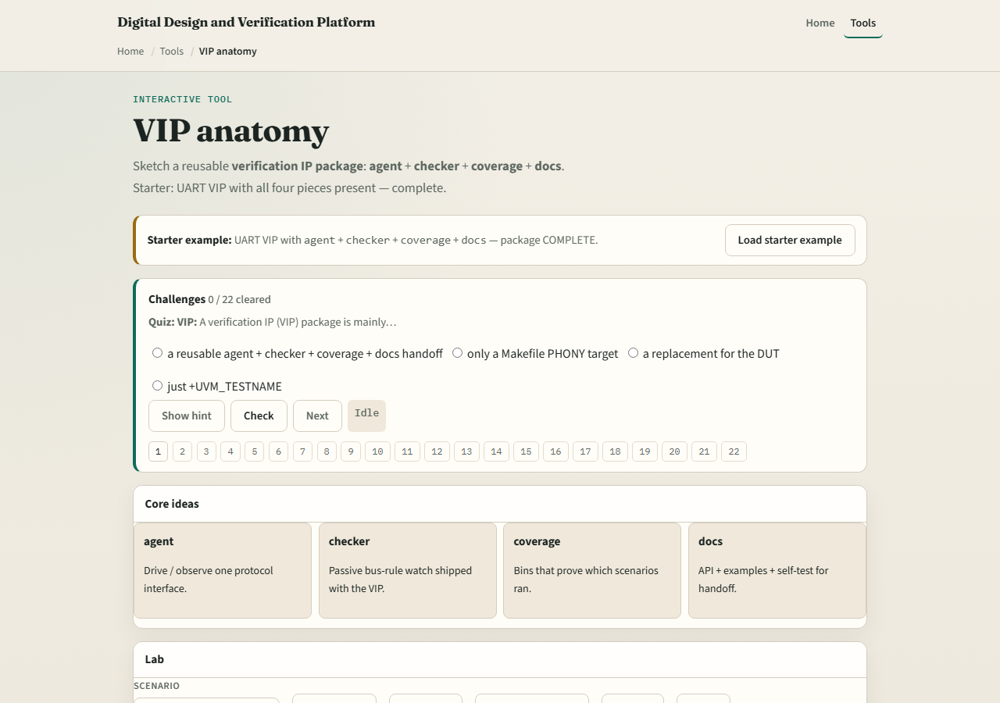 Digital Design and Verification Platform
Home
Tools
Home / Tools / VIP anatomy
INTERACTIVE TOOL
VIP anatomy
Sketch a reusable verification IP package: agent + checker + coverage + docs.
Starter: UART VIP with all four pieces present — complete.
Starter example: UART VIP with agent + checker + coverage + docs — package COMPLETE.
Load starter example
Challenges 0 / 22 cleared
Quiz: VIP: A verification IP (VIP) package is mainly…
a reusable agent + checker + coverage + docs handoff
only a Makefile PHONY target
a replacement for the DUT
just +UVM_TESTNAME
Show hint
Check
Next
Idle
1 2 3 4 5 6 7 8 9 10 11 12 13 14 15 16 17 18 19 20 21 22
Core ideas
agent
Drive / observe one protocol
interface.
checker
Passive bus-rule watch shipped
with the VIP.
coverage
Bins that prove which scenarios
ran.
docs
API + examples + self-test for
handoff.
Lab
SCENARIO